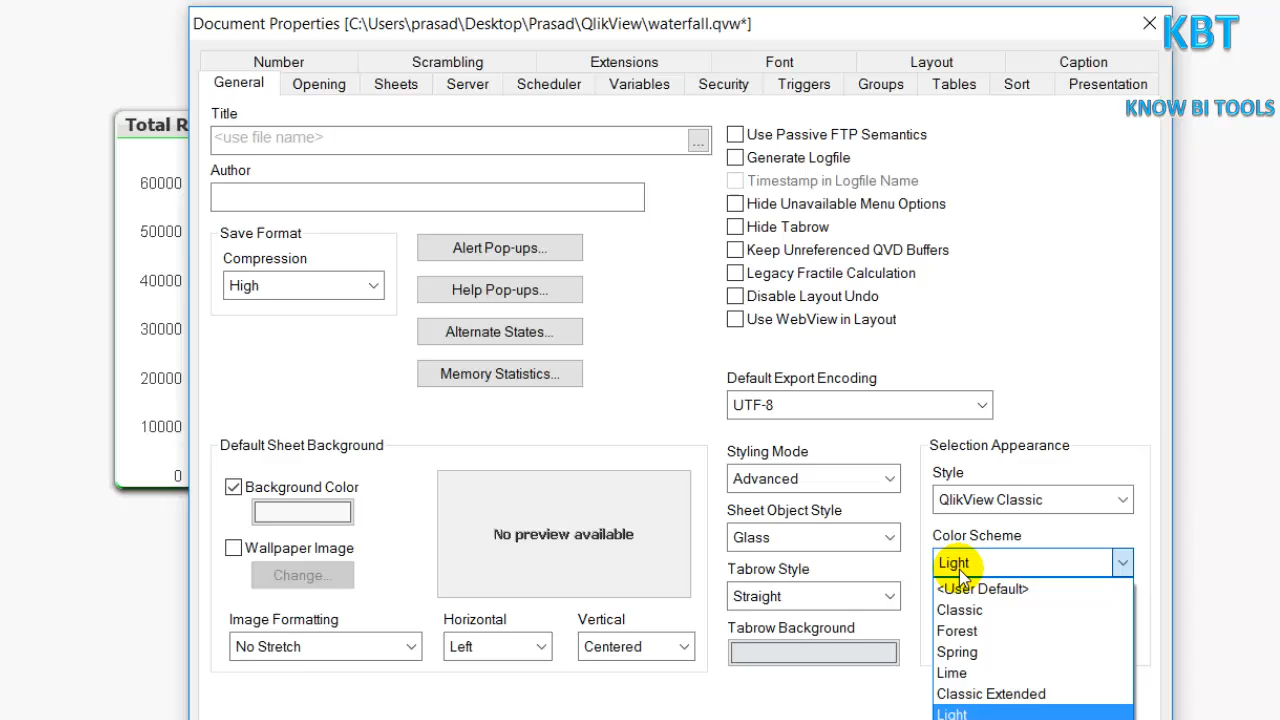 Document Properties [C:\Users\prasad\Desktop\Prasad\QlikView\waterfall.qvw*]
KBT
KNOW BI TOOLS
Number Scrambling Extensions Font Layout Caption
General Opening Sheets Server Scheduler Variables Security Triggers Groups Tables Sort Presentation
Total R
60000
50000
40000
30000
20000
10000
0
Title
<use file name>
...
Author
Save Format
Compression
High
Alert Pop-ups...
Help Pop-ups...
Alternate States...
Memory Statistics...
Use Passive FTP Semantics
Generate Logfile
Timestamp in Logfile Name
Hide Unavailable Menu Options
Hide Tabrow
Keep Unreferenced QVD Buffers
Legacy Fractile Calculation
Disable Layout Undo
Use WebView in Layout
Default Export Encoding
UTF-8
Default Sheet Background
Background Color
Wallpaper Image
Change...
No preview available
Image Formatting
No Stretch
Horizontal
Left
Vertical
Centered
Styling Mode
Advanced
Sheet Object Style
Glass
Tabrow Style
Straight
Tabrow Background
Selection Appearance
Style
QlikView Classic
Color Scheme
Light
<User Default>
Classic
Forest
Spring
Lime
Classic Extended
Light